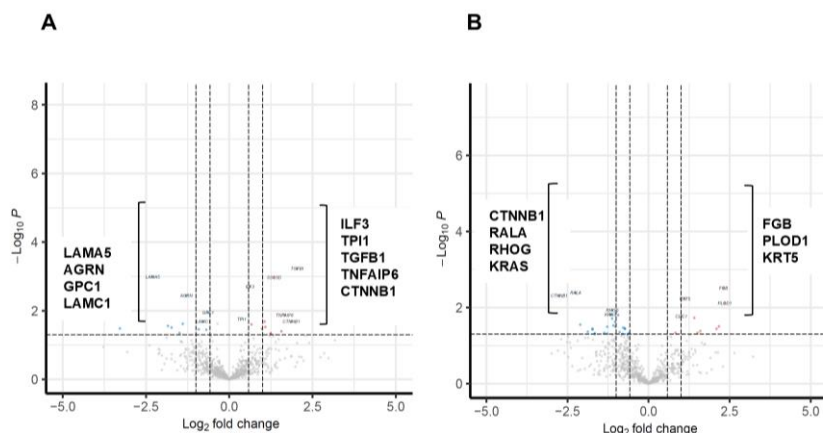 A
8
6
4
2
0
− Log10 P
LAMA5
AGRN
GPC1
LAMC1
ILF3
TPI1
TGFB1
TNFAIP6
CTNNB1
−5.0
−2.5
0.0
2.5
5.0
Log2 fold change
B
6
4
2
0
− Log10 P
CTNNB1
RALA
RHOG
KRAS
FGB
PLOD1
KRT5
−5.0
−2.5
0.0
2.5
5.0
Log2 fold change